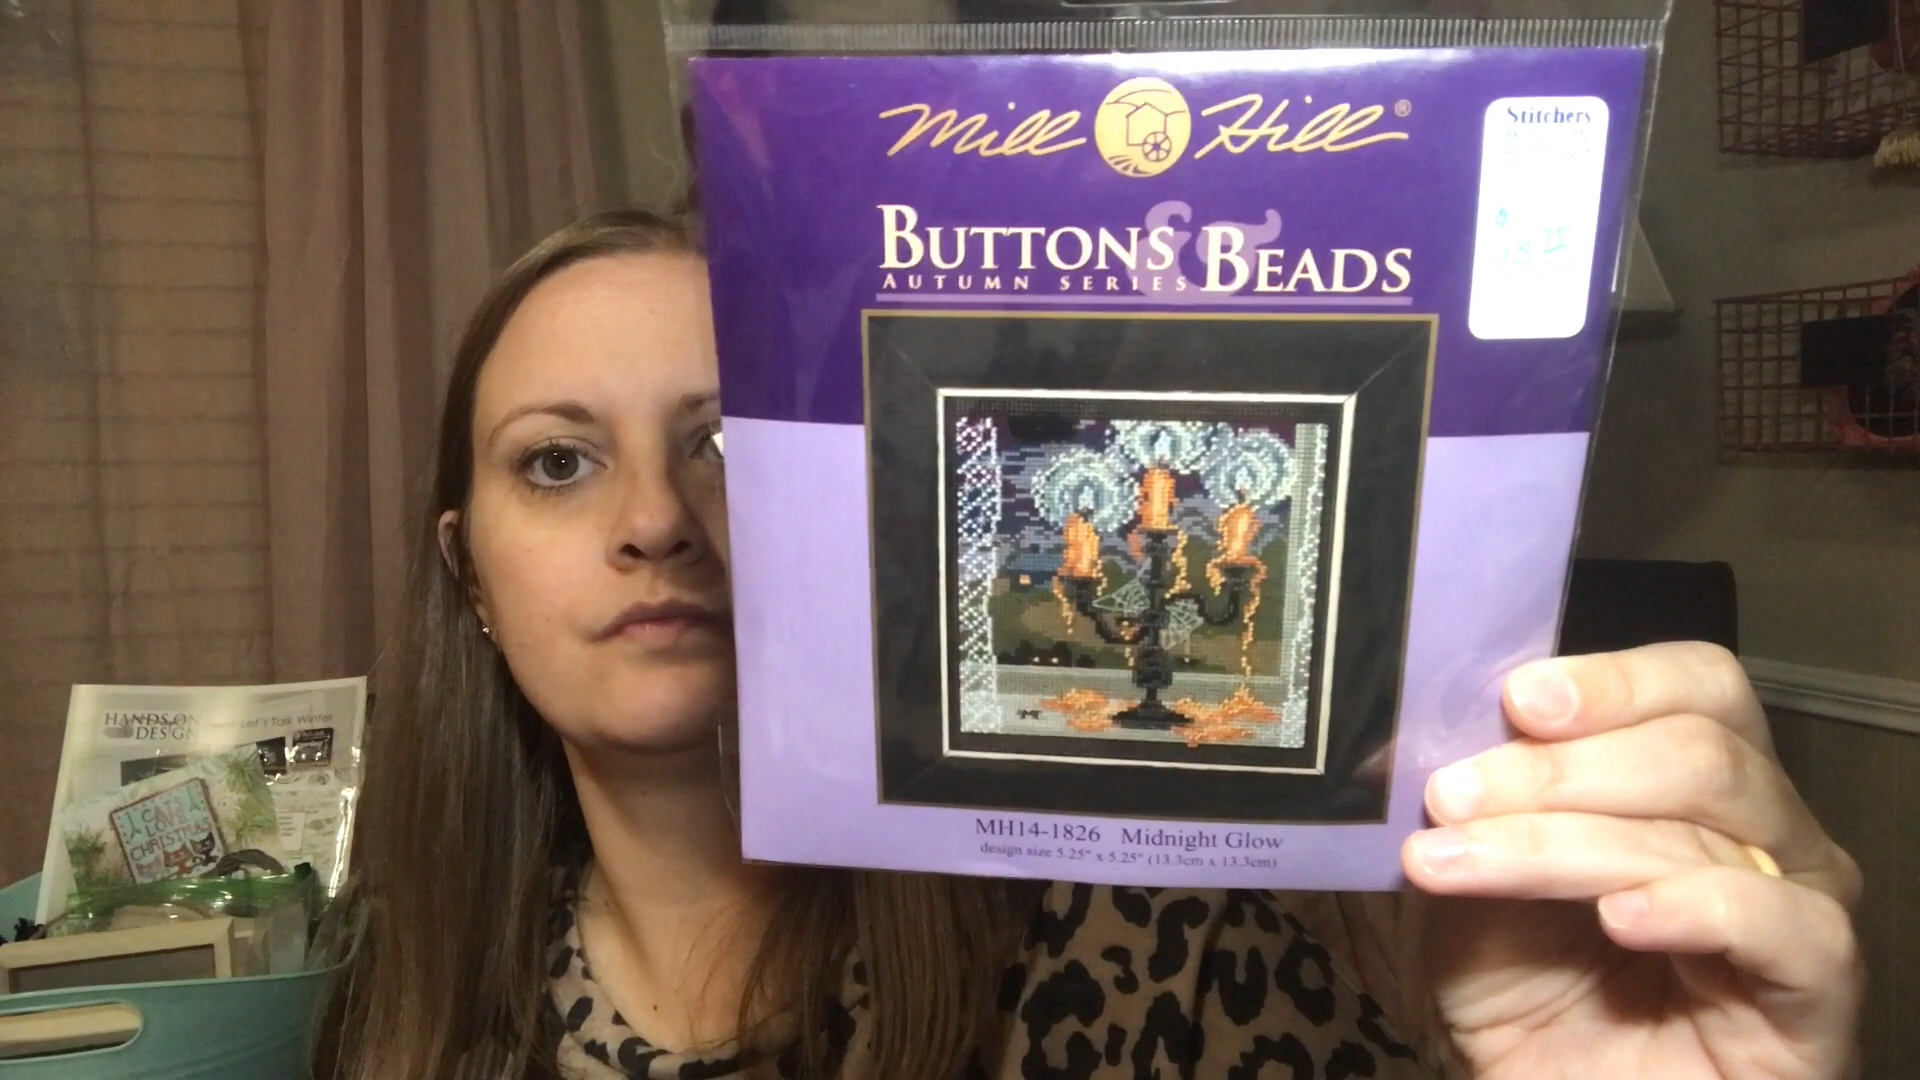 Mill Hill®
BUTTONS & BEADS
AUTUMN SERIES
Stitchers
MH14-1826 Midnight Glow
design size 5.25" x 5.25" (13.3cm x 13.3cm)
HANDS ON
DESIGN
Let's Talk Winter
CATS
LOVE
CHRISTMAS